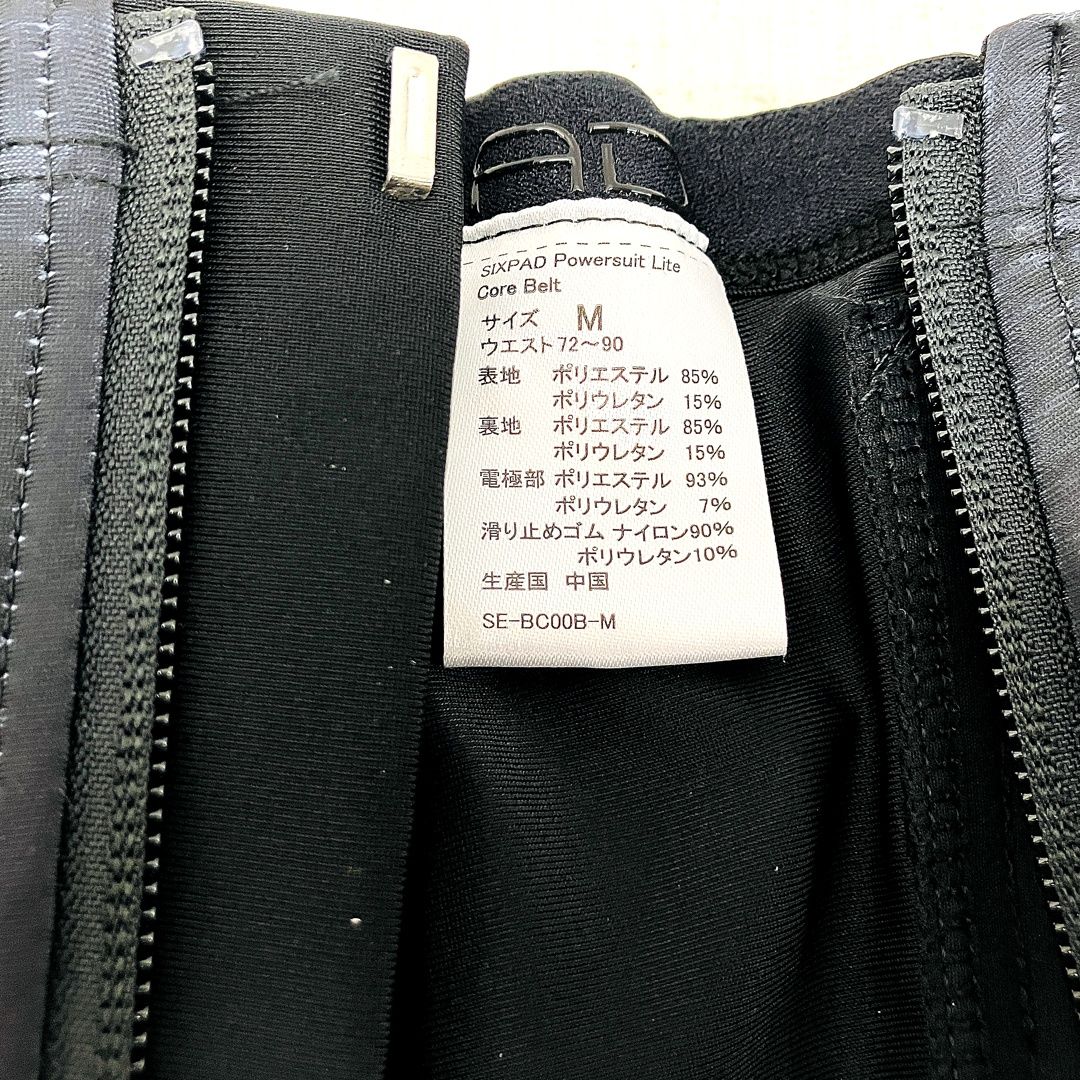 SIXPAD Powersuit Lite
Core Belt
サイズ M
ウエスト72〜90
表地 ポリエステル 85%
ポリウレタン 15%
裏地 ポリエステル 85%
ポリウレタン 15%
電極部 ポリエステル 93%
ポリウレタン 7%
滑り止めゴム ナイロン90%
ポリウレタン10%
生産国 中国
SE-BC00B-M